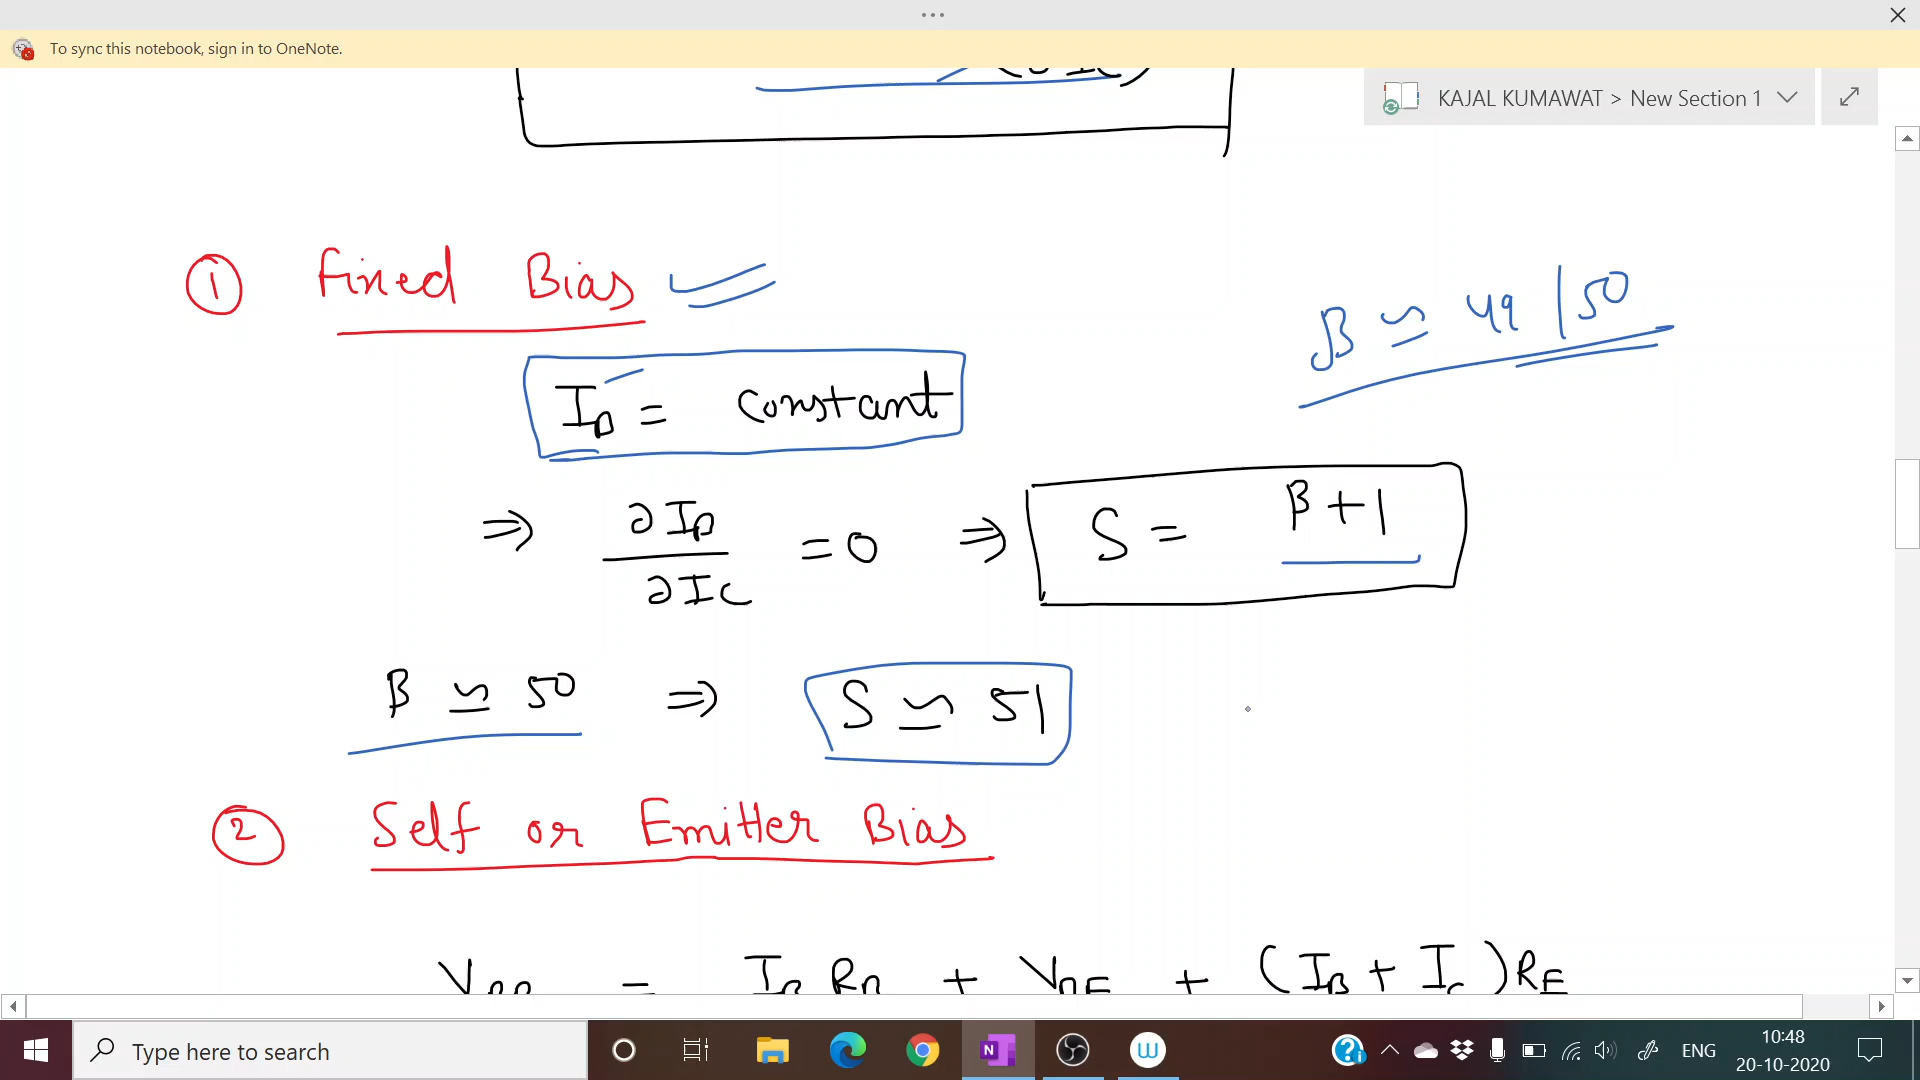 To sync this notebook, sign in to OneNote.
KAJAL KUMAWAT > New Section 1
① Fixed Bias
β ≃ 49 / 50
I_B = constant
⇒ ∂I_B / ∂I_C = 0 ⇒ S = β + 1
β ≃ 50 ⇒ S ≃ 51
② Self or Emitter Bias
V_BB = I_B R_B + V_BE + (I_B + I_C) R_E
Type here to search
ENG
10:48
20-10-2020